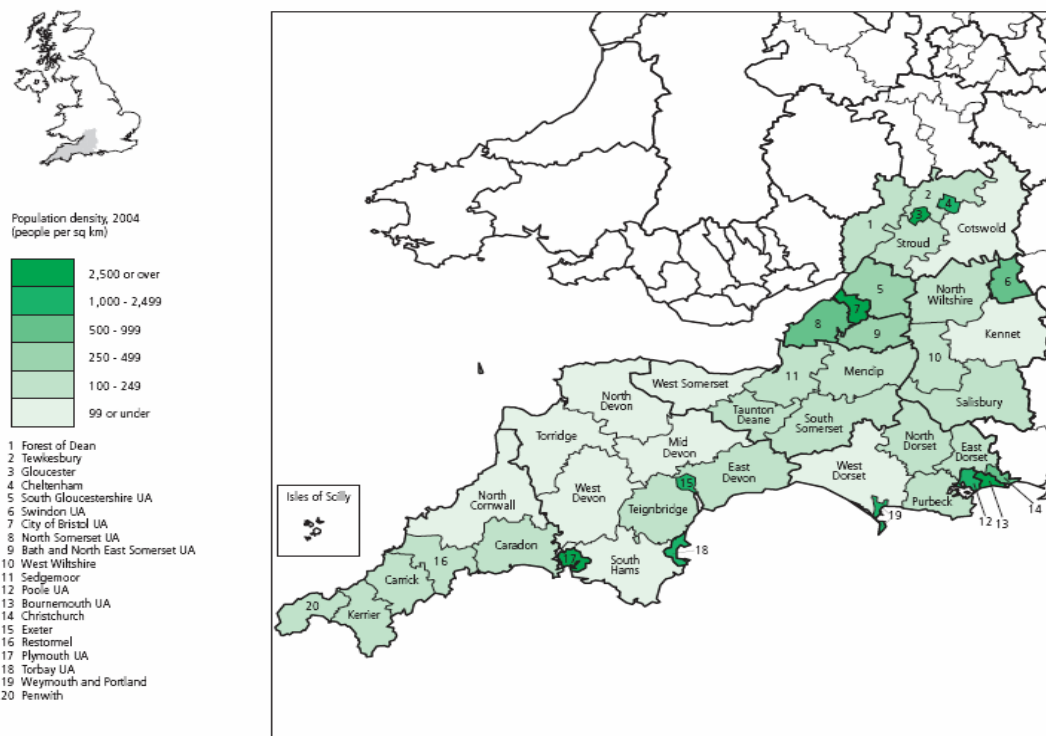 Population density, 2004
(people per sq km)
2,500 or over
1,000 - 2,499
500 - 999
250 - 499
100 - 249
99 or under
1 Forest of Dean
2 Tewkesbury
3 Gloucester
4 Cheltenham
5 South Gloucestershire UA
6 Swindon UA
7 City of Bristol UA
8 North Somerset UA
9 Bath and North East Somerset UA
10 West Wiltshire
11 Sedgemoor
12 Poole UA
13 Bournemouth UA
14 Christchurch
15 Exeter
16 Restormel
17 Plymouth UA
18 Torbay UA
19 Weymouth and Portland
20 Penwith
2
4
3
1
Cotswold
Stroud
5
North
Wiltshire
6
7
8
9
Kennet
10
11
Mendip
West Somerset
North
Devon
Taunton
Deane
South
Somerset
Salisbury
Torridge
Mid
Devon
North
Dorset
East
Dorset
West
Dorset
East
Devon
West
Devon
15
Teignbridge
Purbeck
14
13
12
19
Isles of Scilly
North
Cornwall
Caradon
17
South
Hams
18
16
Carrick
20
Kerrier